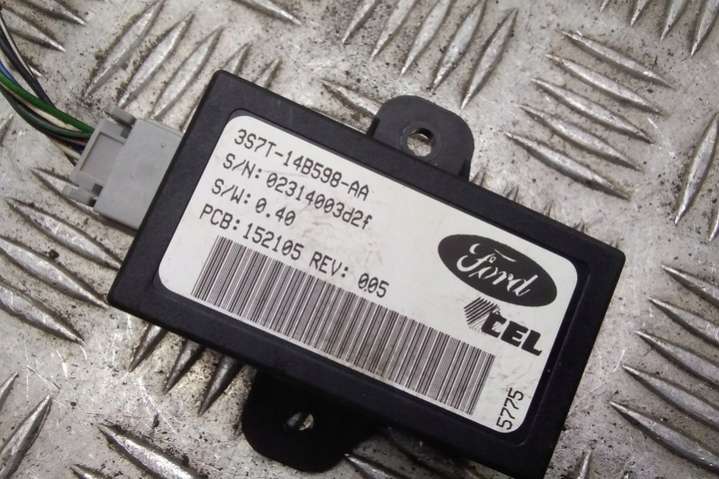 3S7T-14B598-AA
S/N: 02314003d2f
S/W: 0.40
PCB: 152105 REV: 005
Ford
CEL
5775